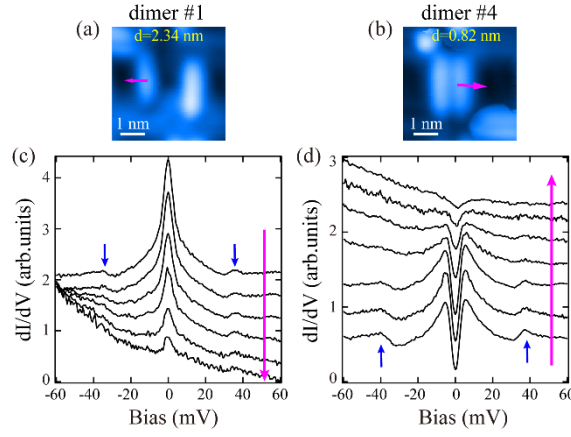 dimer #1
dimer #4
(a)
d=2.34 nm
1 nm
(b)
d=0.82 nm
1 nm
(c)
dI/dV (arb.units)
4
2
1
0
-60 -40 -20 0 20 40 60
Bias (mV)
(d)
dI/dV (arb.units)
3
2
1
0
-60 -40 -20 0 20 40 60
Bias (mV)